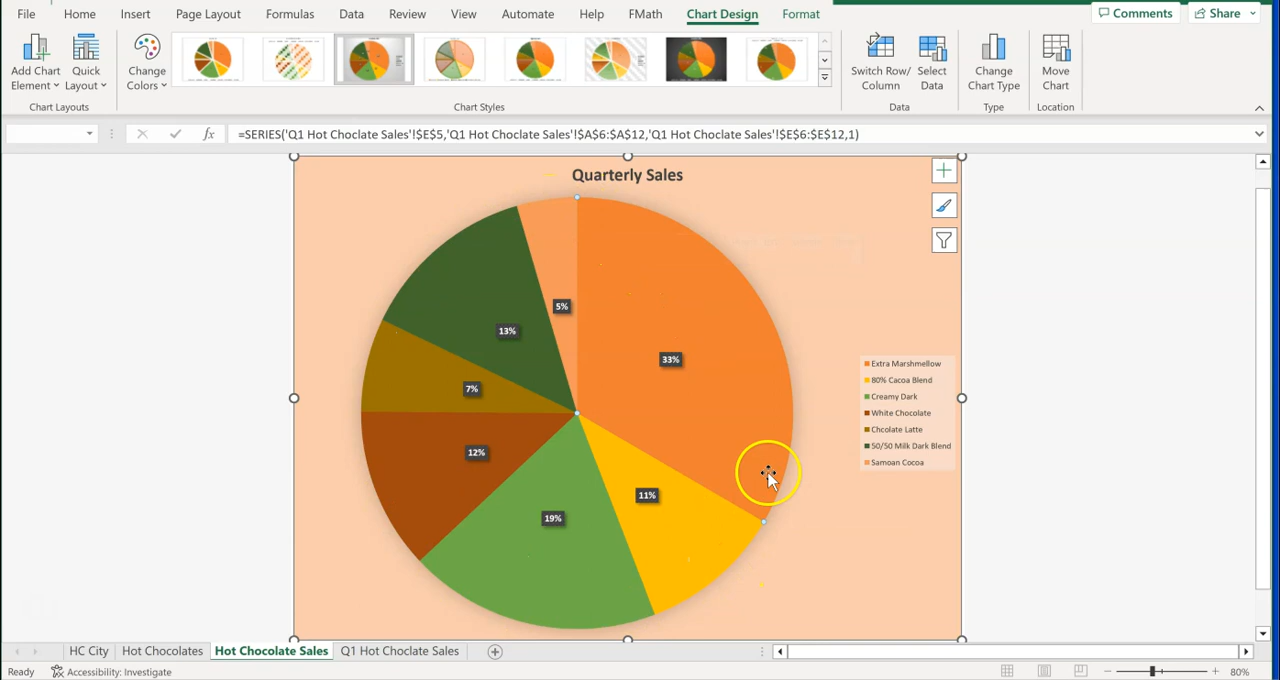 File Home Insert Page Layout Formulas Data Review View Automate Help FMath Chart Design Format Comments Share
Add Chart Element
Quick Layout
Change Colors
Switch Row/ Column
Select Data
Change Chart Type
Move Chart
Chart Layouts Chart Styles Data Type Location
fx =SERIES('Q1 Hot Choclate Sales'!$E$5,'Q1 Hot Choclate Sales'!$A$6:$A$12,'Q1 Hot Choclate Sales'!$E$6:$E$12,1)
Quarterly Sales
5%
13%
33%
7%
12%
11%
19%
Extra Marshmellow
80% Cacoa Blend
Creamy Dark
White Chocolate
Chcolate Latte
50/50 Milk Dark Blend
Samoan Cocoa
HC City Hot Chocolates Hot Chocolate Sales Q1 Hot Choclate Sales
Ready Accessibility: Investigate 80%